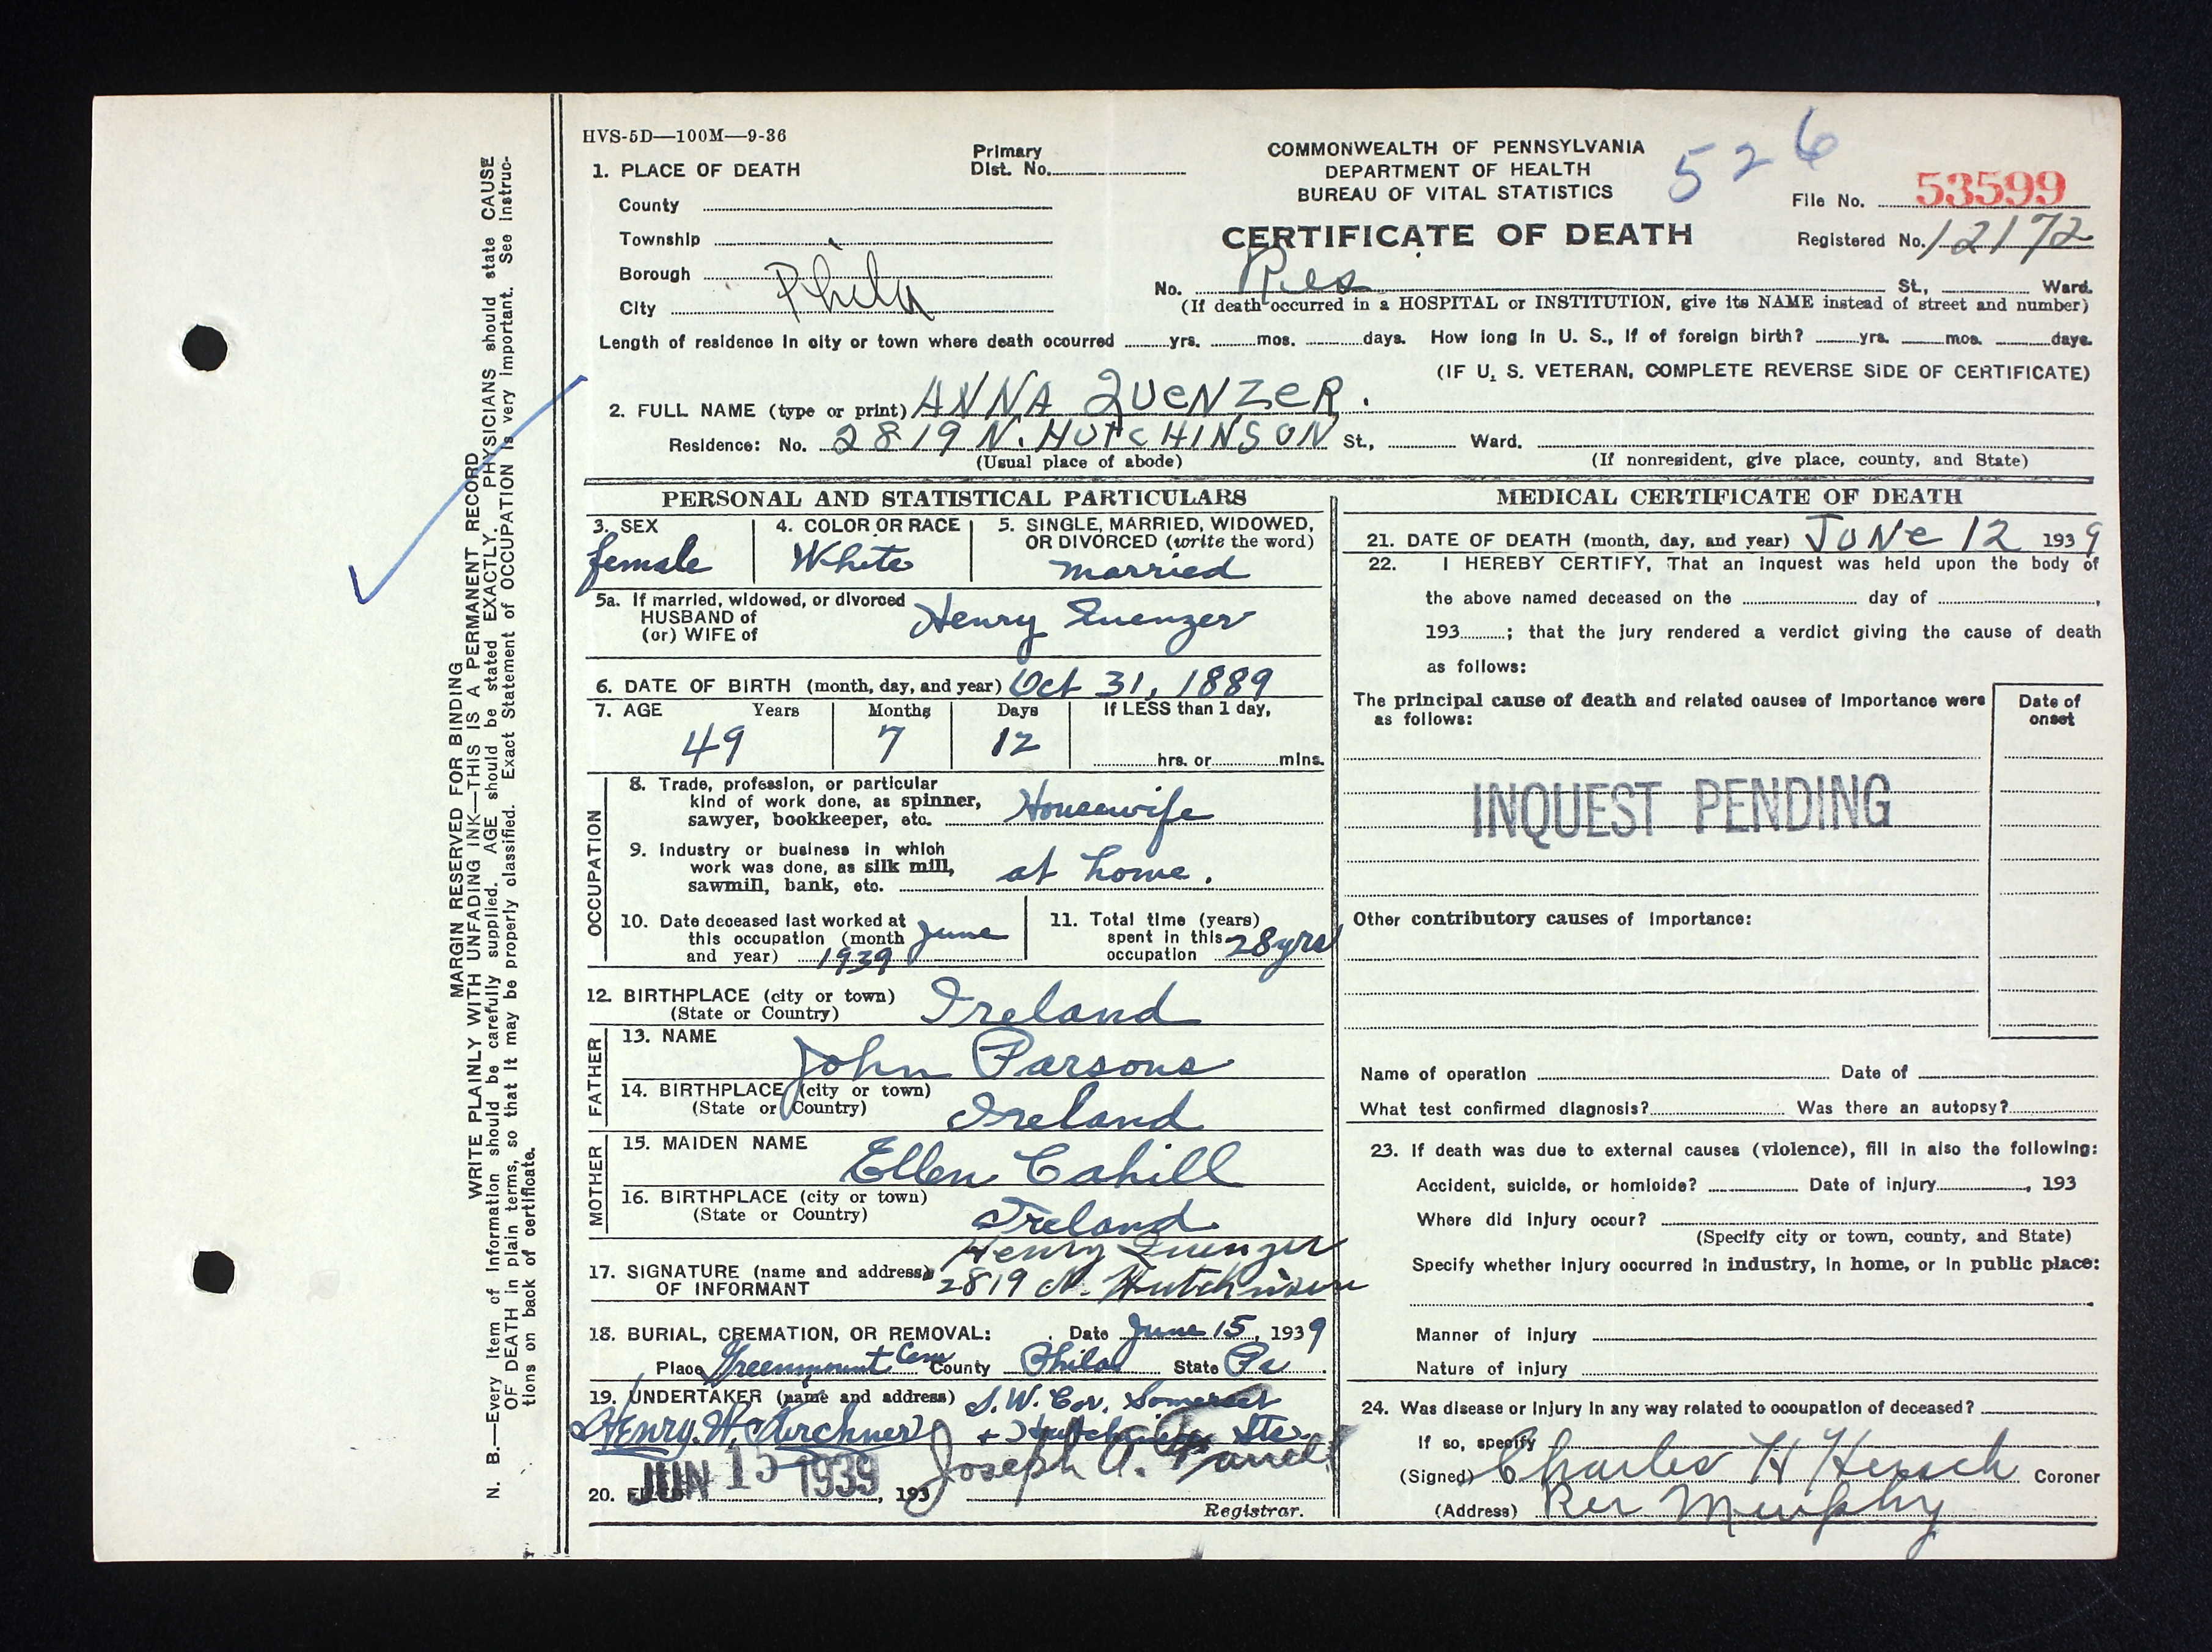 HVS-5D—100M—9-36
1. PLACE OF DEATH
Primary
Dist. No.
County
Township
Borough
City
Phila
COMMONWEALTH OF PENNSYLVANIA
DEPARTMENT OF HEALTH
BUREAU OF VITAL STATISTICS
CERTIFICATE OF DEATH
526
File No. 53599
Registered No. 12172
No. Res St., Ward.
(If death occurred in a HOSPITAL or INSTITUTION, give its NAME instead of street and number)
Length of residence in city or town where death occurred yrs. mos. days. How long in U. S., if of foreign birth? yrs. mos. days.
(IF U. S. VETERAN, COMPLETE REVERSE SIDE OF CERTIFICATE)
2. FULL NAME (type or print) ANNA QUENZER.
Residence: No. 2819 N. HUTCHINSON St., Ward.
(Usual place of abode)
(If nonresident, give place, county, and State)
PERSONAL AND STATISTICAL PARTICULARS
3. SEX
female
4. COLOR OR RACE
White
5. SINGLE, MARRIED, WIDOWED,
OR DIVORCED (write the word)
married
5a. If married, widowed, or divorced
HUSBAND of
(or) WIFE of
Henry Quenzer
6. DATE OF BIRTH (month, day, and year) Oct 31, 1889
7. AGE Years Months Days If LESS than 1 day,
49 7 12 hrs. or mins.
OCCUPATION
8. Trade, profession, or particular
kind of work done, as spinner,
sawyer, bookkeeper, etc. Housewife
9. Industry or business in which
work was done, as silk mill,
sawmill, bank, etc. at home.
10. Date deceased last worked at
this occupation (month June
and year) 1939
11. Total time (years)
spent in this
occupation 28 yrs
12. BIRTHPLACE (city or town)
(State or Country)
Ireland
FATHER
13. NAME
John Parsons
14. BIRTHPLACE (city or town)
(State or Country)
Ireland
MOTHER
15. MAIDEN NAME
Ellen Cahill
16. BIRTHPLACE (city or town)
(State or Country)
Ireland
17. SIGNATURE (name and address)
OF INFORMANT
Henry Quenzer
2819 N. Hutchinson
18. BURIAL, CREMATION, OR REMOVAL: Date June 15, 1939
Place Greenmount Cem County Phila State Pa
19. UNDERTAKER (name and address) S. W. Cor. Somerset
Henry W. Kirchner + Hutchinson Sts.
20. FILED JUN 15 1939, 193 Joseph A. Farrell
Registrar.
MEDICAL CERTIFICATE OF DEATH
21. DATE OF DEATH (month, day, and year) JUNE 12 1939
22. I HEREBY CERTIFY, That an inquest was held upon the body of
the above named deceased on the day of ,
193 ; that the jury rendered a verdict giving the cause of death
as follows:
The principal cause of death and related causes of importance were
as follows:
Date of
onset
INQUEST PENDING
Other contributory causes of importance:
Name of operation Date of
What test confirmed diagnosis? Was there an autopsy?
23. If death was due to external causes (violence), fill in also the following:
Accident, suicide, or homicide? Date of injury , 193
Where did injury occur?
(Specify city or town, county, and State)
Specify whether injury occurred in industry, in home, or in public place:
Manner of injury
Nature of injury
24. Was disease or injury in any way related to occupation of deceased?
If so, specify
(Signed) Charles H Hersch Coroner
(Address) Per Murphy
MARGIN RESERVED FOR BINDING
WRITE PLAINLY WITH UNFADING INK—THIS IS A PERMANENT RECORD
N. B.—Every item of information should be carefully supplied. AGE should be stated EXACTLY. PHYSICIANS should state CAUSE
OF DEATH in plain terms, so that it may be properly classified. Exact Statement of OCCUPATION is very important. See instruc-
tions on back of certificate.